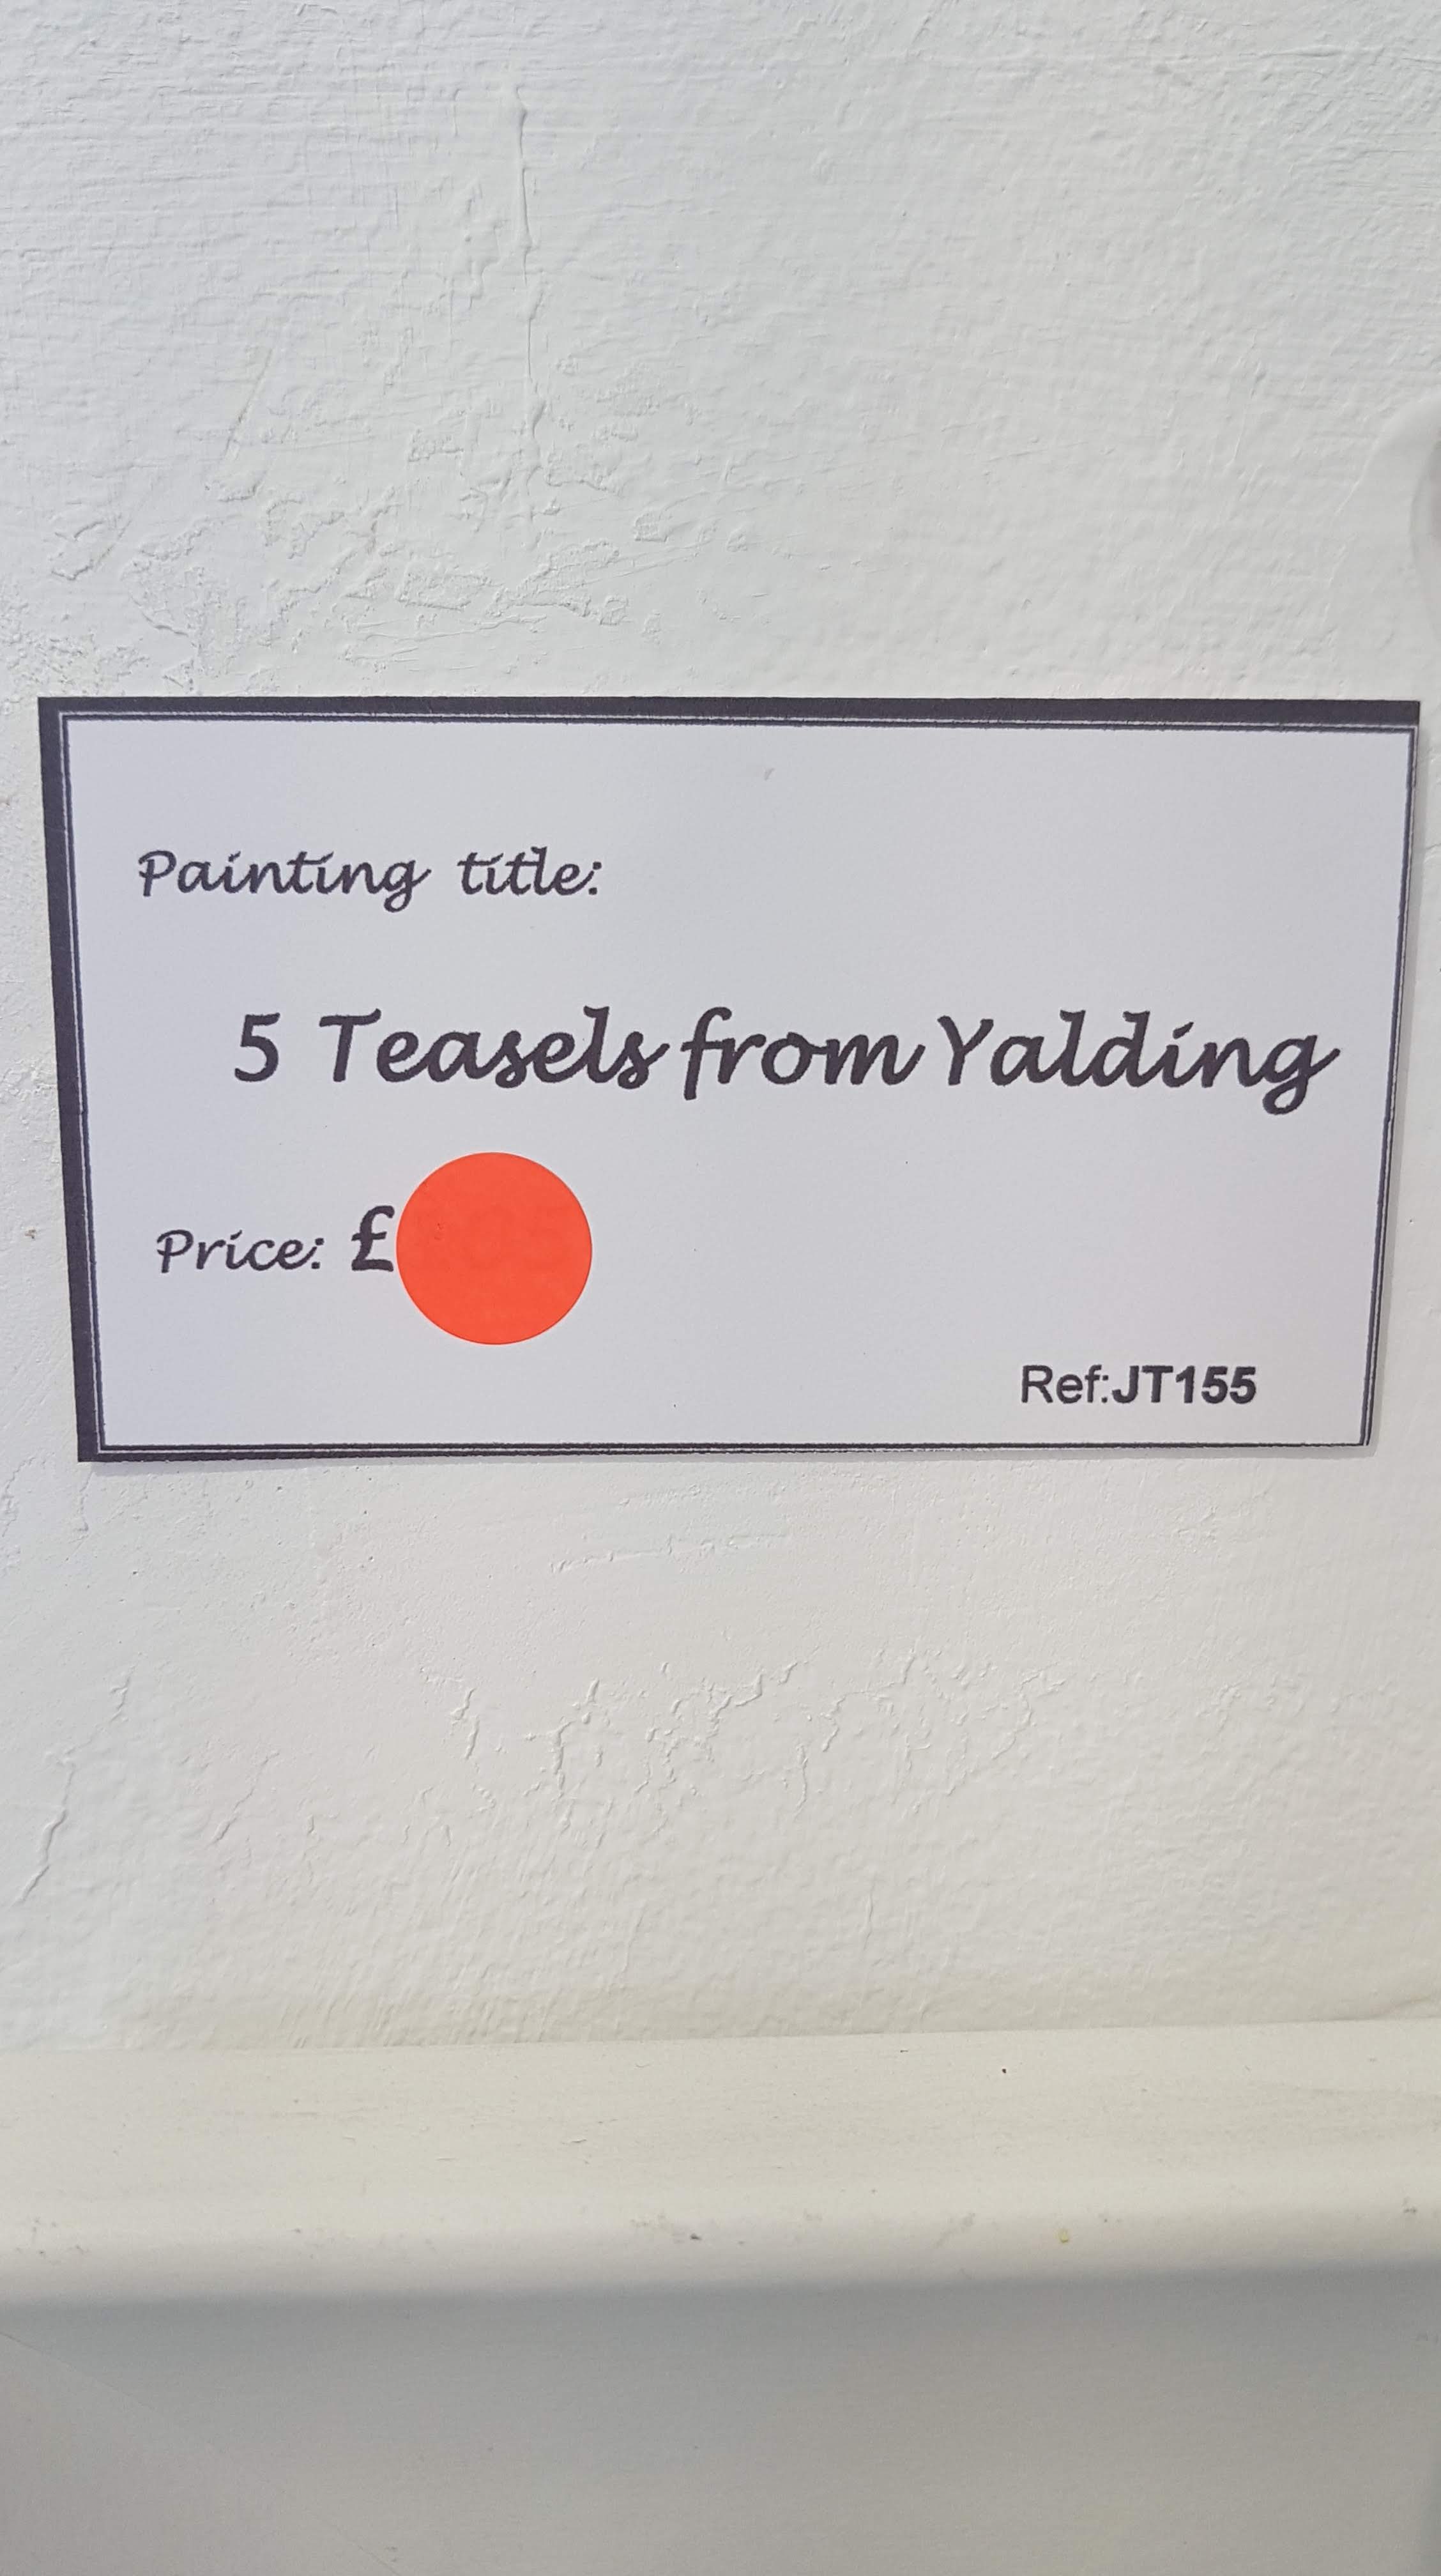 Painting title:
5 Teasels from Yalding
Price: £
Ref:JT155